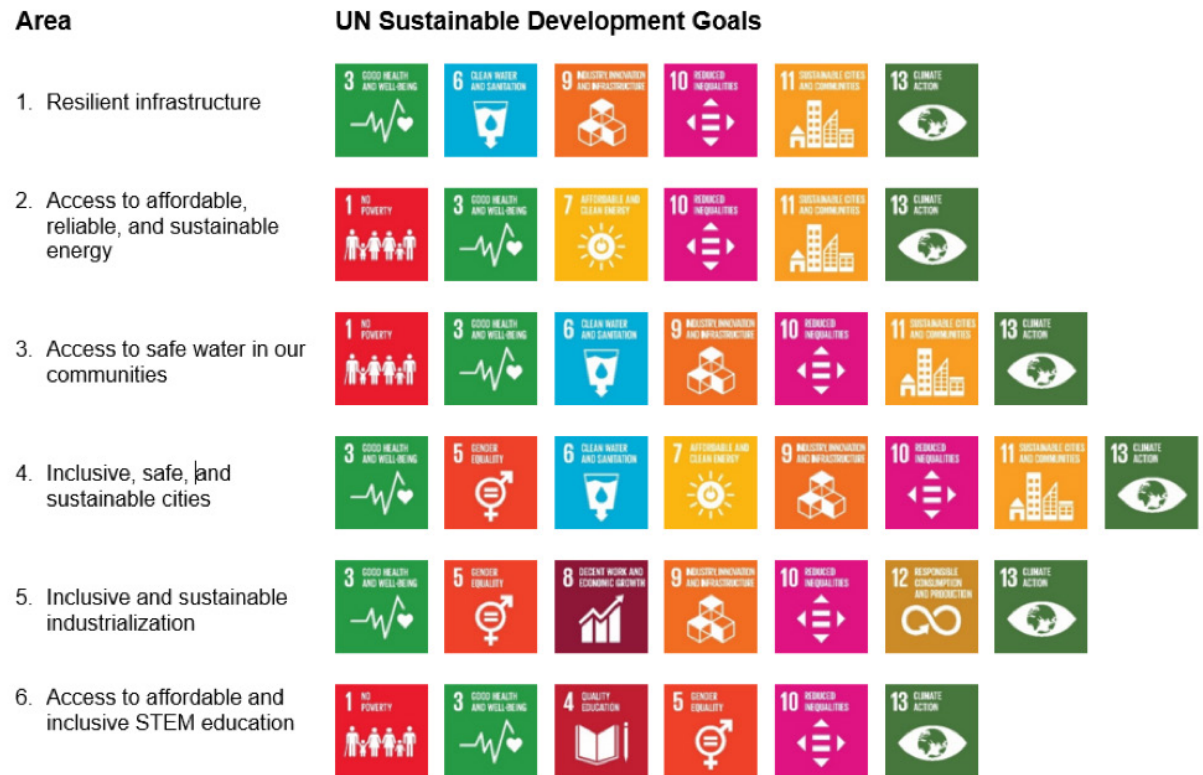 Area
UN Sustainable Development Goals
1. Resilient infrastructure
3 GOOD HEALTH
AND WELL-BEING
6 CLEAN WATER
AND SANITATION
9 INDUSTRY, INNOVATION
AND INFRASTRUCTURE
10 REDUCED
INEQUALITIES
11 SUSTAINABLE CITIES
AND COMMUNITIES
13 CLIMATE
ACTION
2. Access to affordable,
reliable, and sustainable
energy
1 NO
POVERTY
3 GOOD HEALTH
AND WELL-BEING
7 AFFORDABLE AND
CLEAN ENERGY
10 REDUCED
INEQUALITIES
11 SUSTAINABLE CITIES
AND COMMUNITIES
13 CLIMATE
ACTION
3. Access to safe water in our
communities
1 NO
POVERTY
3 GOOD HEALTH
AND WELL-BEING
6 CLEAN WATER
AND SANITATION
9 INDUSTRY, INNOVATION
AND INFRASTRUCTURE
10 REDUCED
INEQUALITIES
11 SUSTAINABLE CITIES
AND COMMUNITIES
13 CLIMATE
ACTION
4. Inclusive, safe, and
sustainable cities
3 GOOD HEALTH
AND WELL-BEING
5 GENDER
EQUALITY
6 CLEAN WATER
AND SANITATION
7 AFFORDABLE AND
CLEAN ENERGY
9 INDUSTRY, INNOVATION
AND INFRASTRUCTURE
10 REDUCED
INEQUALITIES
11 SUSTAINABLE CITIES
AND COMMUNITIES
13 CLIMATE
ACTION
5. Inclusive and sustainable
industrialization
3 GOOD HEALTH
AND WELL-BEING
5 GENDER
EQUALITY
8 DECENT WORK AND
ECONOMIC GROWTH
9 INDUSTRY, INNOVATION
AND INFRASTRUCTURE
10 REDUCED
INEQUALITIES
12 RESPONSIBLE
CONSUMPTION
AND PRODUCTION
13 CLIMATE
ACTION
6. Access to affordable and
inclusive STEM education
1 NO
POVERTY
3 GOOD HEALTH
AND WELL-BEING
4 QUALITY
EDUCATION
5 GENDER
EQUALITY
10 REDUCED
INEQUALITIES
13 CLIMATE
ACTION